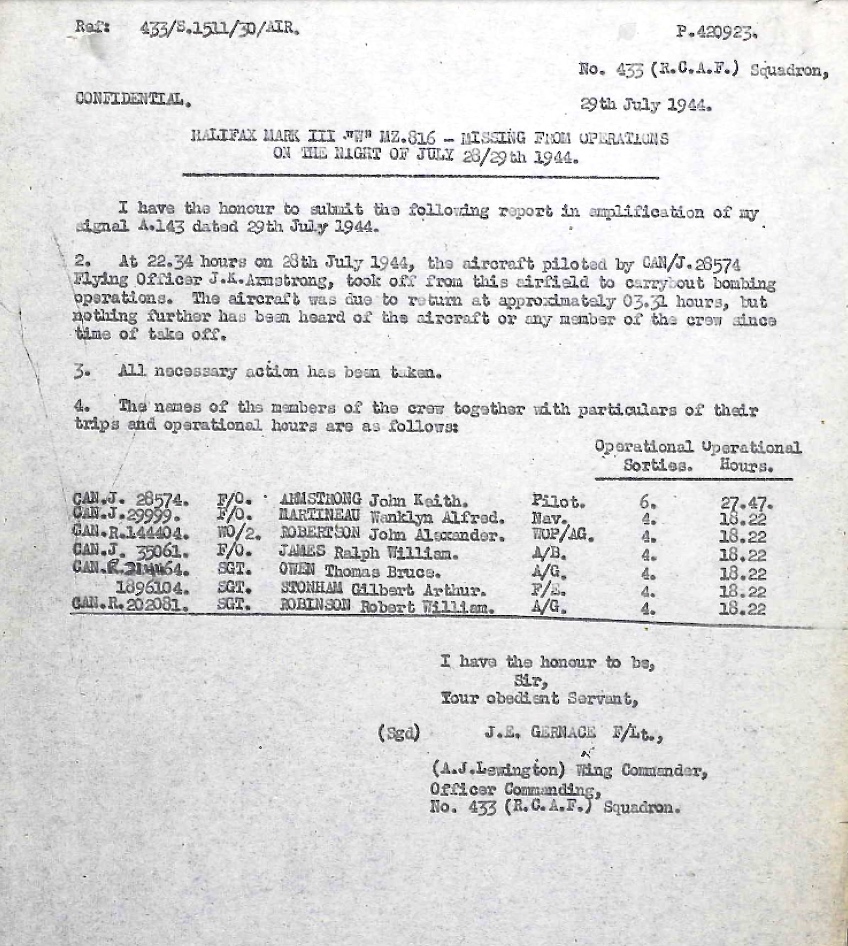 Ref: 433/S.1511/30/AIR. P.420923.
No. 433 (R.C.A.F.) Squadron,
CONFIDENTIAL. 29th July 1944.
HALIFAX MARK III "W" MZ.816 - MISSING FROM OPERATIONS
ON THE NIGHT OF JULY 28/29th 1944.
I have the honour to submit the following report in amplification of my
signal A.143 dated 29th July 1944.
2. At 22.34 hours on 28th July 1944, the aircraft piloted by CAN/J.28574
Flying Officer J.K.Armstrong, took off from this airfield to carrybout bombing
operations. The aircraft was due to return at approximately 03.31 hours, but
nothing further has been heard of the aircraft or any member of the crew since
time of take off.
3. All necessary action has been taken.
4. The names of the members of the crew together with particulars of their
trips and operational hours are as follows:
Operational Operational
Sorties. Hours.
CAN.J. 28574. F/O. ARMSTRONG John Keith. Pilot. 6. 27.47.
CAN.J.29999. F/O. MARTINEAU Wanklyn Alfred. Nav. 4. 18.22
CAN.R.144404. WO/2. ROBERTSON John Alexander. WOP/AG. 4. 18.22
CAN.J. 35061. F/O. JAMES Ralph William. A/B. 4. 18.22
SGT. OWEN Thomas Bruce. A/G. 4. 18.22
1896104. SGT. STONHAM Gilbert Arthur. F/E. 4. 18.22
CAN.R.202081. SGT. ROBINSON Robert William. A/G. 4. 18.22
I have the honour to be,
Sir,
Your obedient Servant,
(Sgd) J.E. GERNACE F/Lt.,
(A.J.Lewington) Wing Commander,
Officer Commanding,
No. 433 (R.C.A.F.) Squadron.